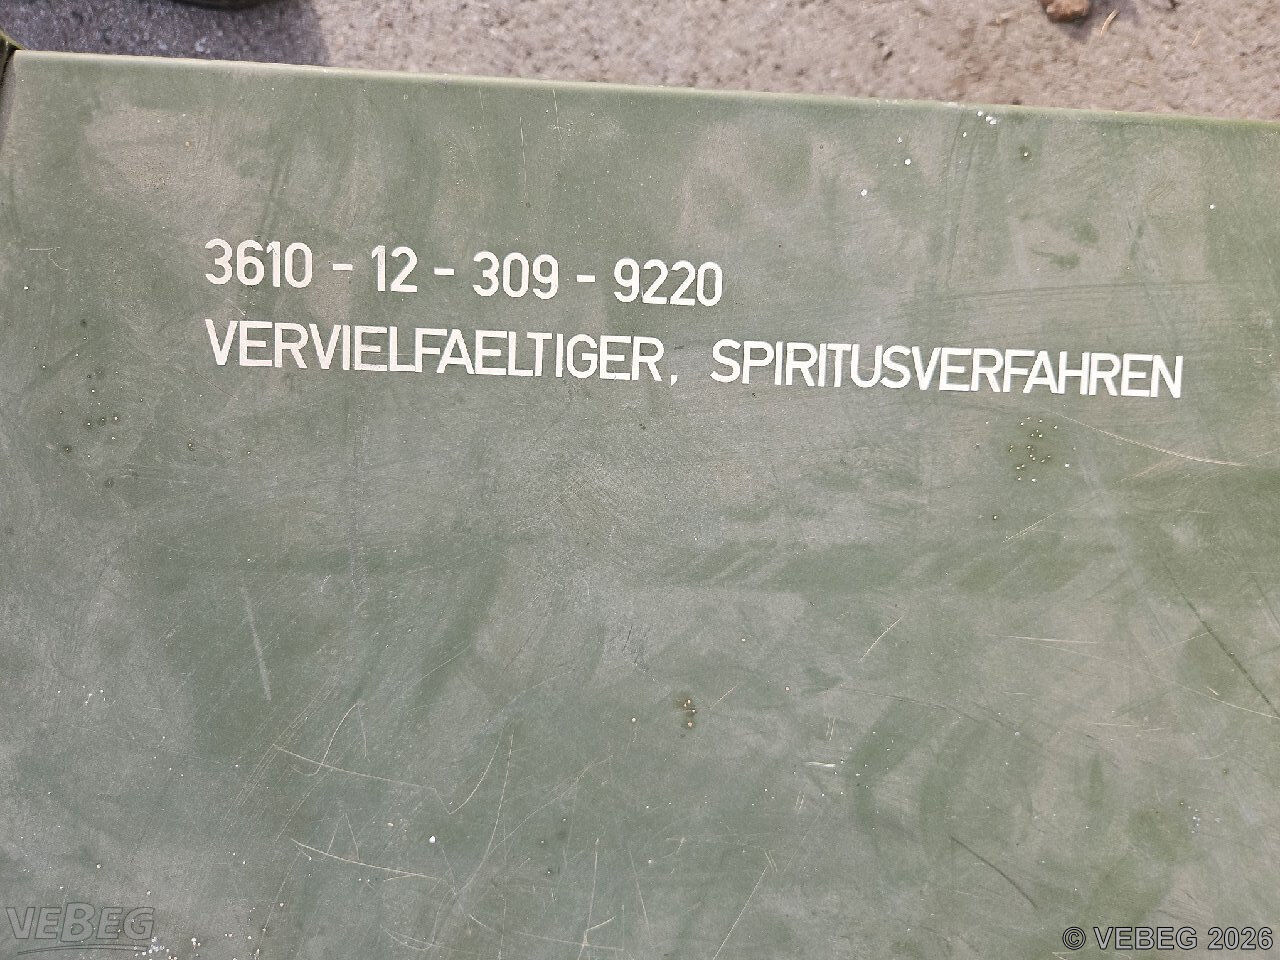 3610 - 12 - 309 - 9220
VERVIELFAELTIGER, SPIRITUSVERFAHREN
VEBEG
© VEBEG 2026